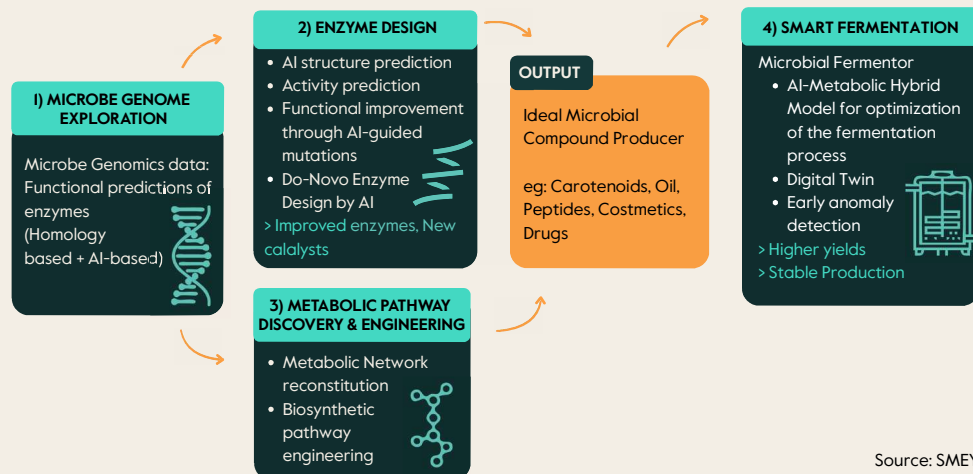 1) MICROBE GENOME
EXPLORATION
Microbe Genomics data:
Functional predictions of
enzymes
(Homology
based + AI-based)
2) ENZYME DESIGN
• AI structure prediction
• Activity prediction
• Functional improvement
through AI-guided
mutations
• Do-Novo Enzyme
Design by AI
> Improved enzymes, New
catalysts
3) METABOLIC PATHWAY
DISCOVERY & ENGINEERING
• Metabolic Network
reconstitution
• Biosynthetic
pathway
engineering
OUTPUT
Ideal Microbial
Compound Producer
eg: Carotenoids, Oil,
Peptides, Costmetics,
Drugs
4) SMART FERMENTATION
Microbial Fermentor
• AI-Metabolic Hybrid
Model for optimization
of the fermentation
process
• Digital Twin
• Early anomaly
detection
> Higher yields
> Stable Production
Source: SMEY